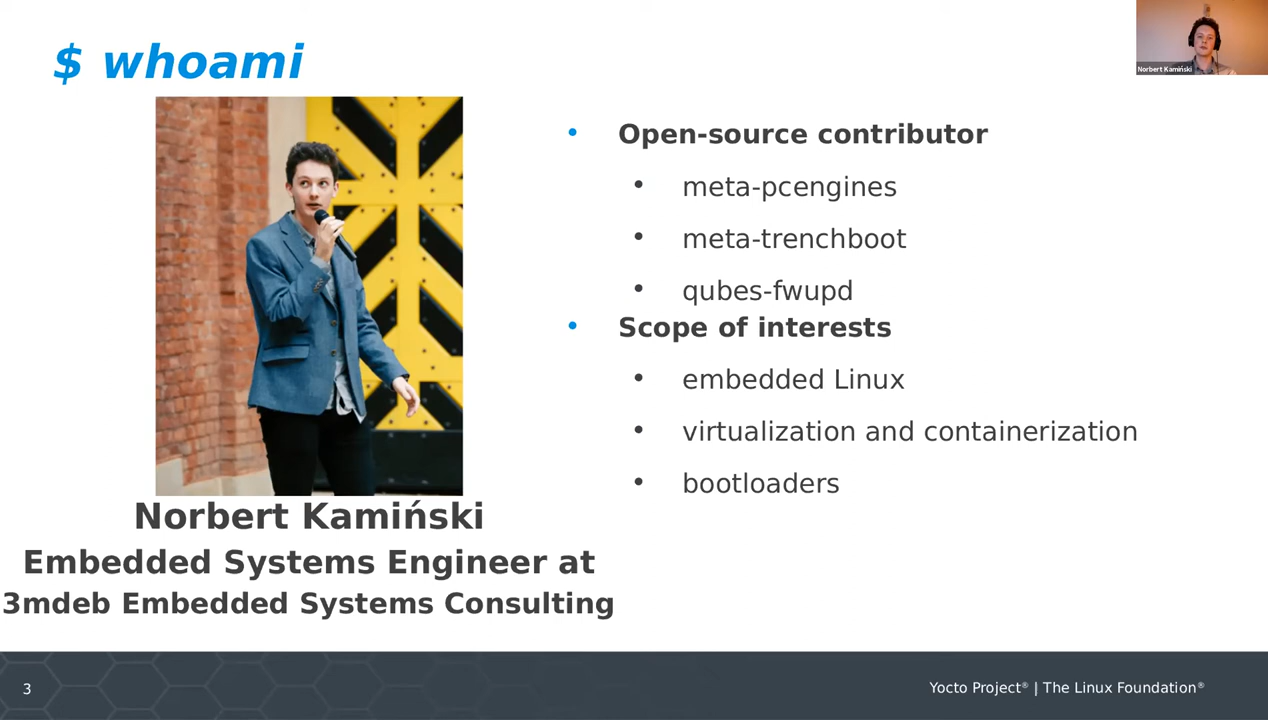 $ whoami
Norbert Kamiński
• Open-source contributor
• meta-pcengines
• meta-trenchboot
• qubes-fwupd
• Scope of interests
• embedded Linux
• virtualization and containerization
• bootloaders
Norbert Kamiński
Embedded Systems Engineer at
3mdeb Embedded Systems Consulting
3
Yocto Project® | The Linux Foundation®